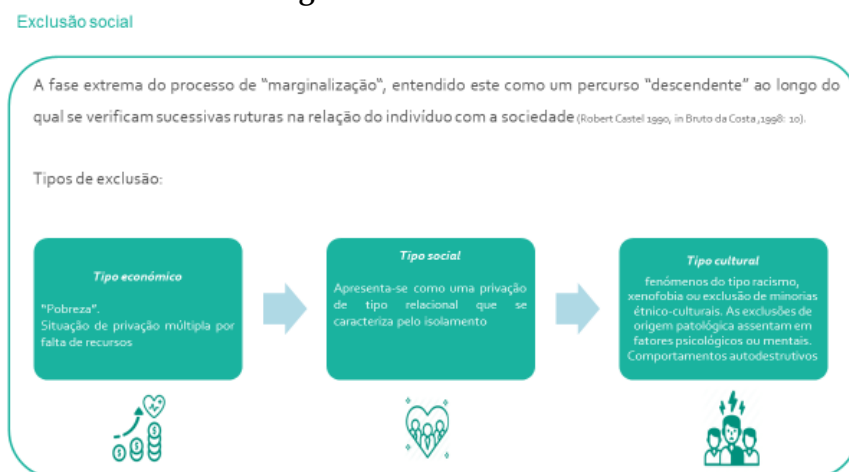 Exclusão social
A fase extrema do processo de “marginalização“, entendido este como um percurso “descendente” ao longo do
qual se verificam sucessivas ruturas na relação do indivíduo com a sociedade (Robert Castel 1990, in Bruto da Costa ,1998: 10).
Tipos de exclusão:
Tipo económico
“Pobreza”.
Situação de privação múltipla por
falta de recursos
Tipo social
Apresenta-se como uma privação
de tipo relacional que se
caracteriza pelo isolamento
Tipo cultural
fenómenos do tipo racismo,
xenofobia ou exclusão de minorias
étnico-culturais. As exclusões de
origem patológica assentam em
fatores psicológicos ou mentais.
Comportamentos autodestrutivos